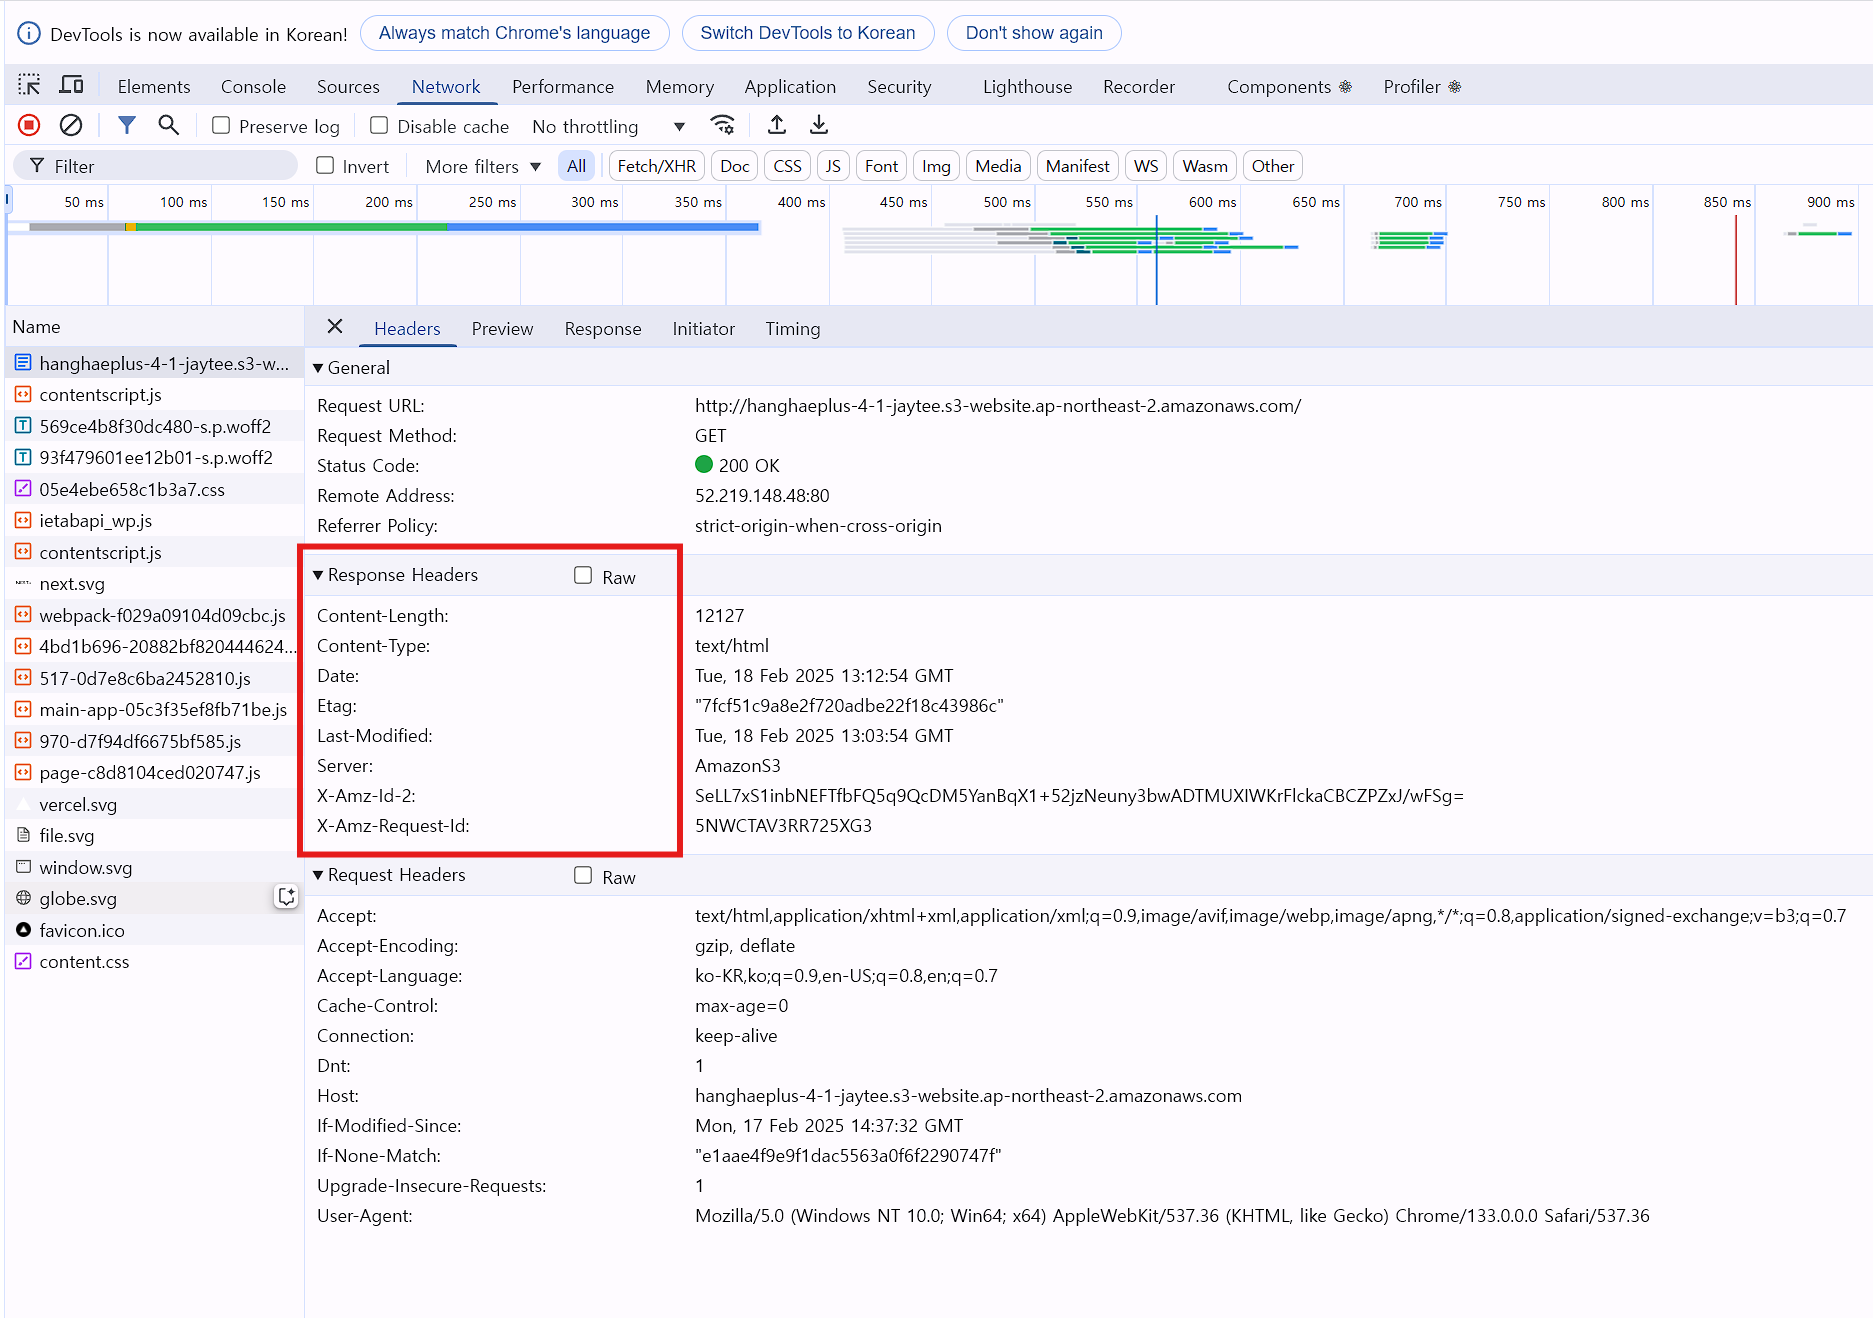 DevTools is now available in Korean! Always match Chrome's language Switch DevTools to Korean Don't show again
Elements Console Sources Network Performance Memory Application Security Lighthouse Recorder Components Profiler
Preserve log Disable cache No throttling
Filter Invert More filters All Fetch/XHR Doc CSS JS Font Img Media Manifest WS Wasm Other
50 ms 100 ms 150 ms 200 ms 250 ms 300 ms 350 ms 400 ms 450 ms 500 ms 550 ms 600 ms 650 ms 700 ms 750 ms 800 ms 850 ms 900 ms
Name
hanghaeplus-4-1-jaytee.s3-w...
contentscript.js
569ce4b8f30dc480-s.p.woff2
93f479601ee12b01-s.p.woff2
05e4ebe658c1b3a7.css
ietabapi_wp.js
contentscript.js
next.svg
webpack-f029a09104d09cbc.js
4bd1b696-20882bf820444624...
517-0d7e8c6ba2452810.js
main-app-05c3f35ef8fb71be.js
970-d7f94df6675bf585.js
page-c8d8104ced020747.js
vercel.svg
file.svg
window.svg
globe.svg
favicon.ico
content.css
Headers Preview Response Initiator Timing
General
Request URL: http://hanghaeplus-4-1-jaytee.s3-website.ap-northeast-2.amazonaws.com/
Request Method: GET
Status Code: 200 OK
Remote Address: 52.219.148.48:80
Referrer Policy: strict-origin-when-cross-origin
Response Headers Raw
Content-Length: 12127
Content-Type: text/html
Date: Tue, 18 Feb 2025 13:12:54 GMT
Etag: "7fcf51c9a8e2f720adbe22f18c43986c"
Last-Modified: Tue, 18 Feb 2025 13:03:54 GMT
Server: AmazonS3
X-Amz-Id-2: SeLL7xS1inbNEFTfbFQ5q9QcDM5YanBqX1+52jzNeuny3bwADTMUXlWKrFlckaCBCZPZxJ/wFSg=
X-Amz-Request-Id: 5NWCTAV3RR725XG3
Request Headers Raw
Accept: text/html,application/xhtml+xml,application/xml;q=0.9,image/avif,image/webp,image/apng,*/*;q=0.8,application/signed-exchange;v=b3;q=0.7
Accept-Encoding: gzip, deflate
Accept-Language: ko-KR,ko;q=0.9,en-US;q=0.8,en;q=0.7
Cache-Control: max-age=0
Connection: keep-alive
Dnt: 1
Host: hanghaeplus-4-1-jaytee.s3-website.ap-northeast-2.amazonaws.com
If-Modified-Since: Mon, 17 Feb 2025 14:37:32 GMT
If-None-Match: "e1aae4f9e9f1dac5563a0f6f2290747f"
Upgrade-Insecure-Requests: 1
User-Agent: Mozilla/5.0 (Windows NT 10.0; Win64; x64) AppleWebKit/537.36 (KHTML, like Gecko) Chrome/133.0.0.0 Safari/537.36